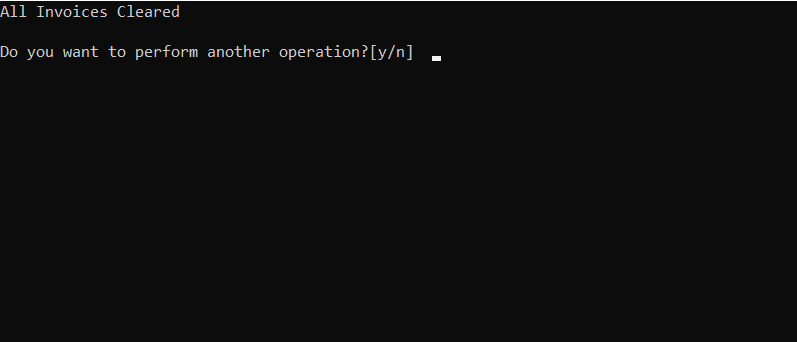 All Invoices Cleared
Do you want to perform another operation?[y/n]